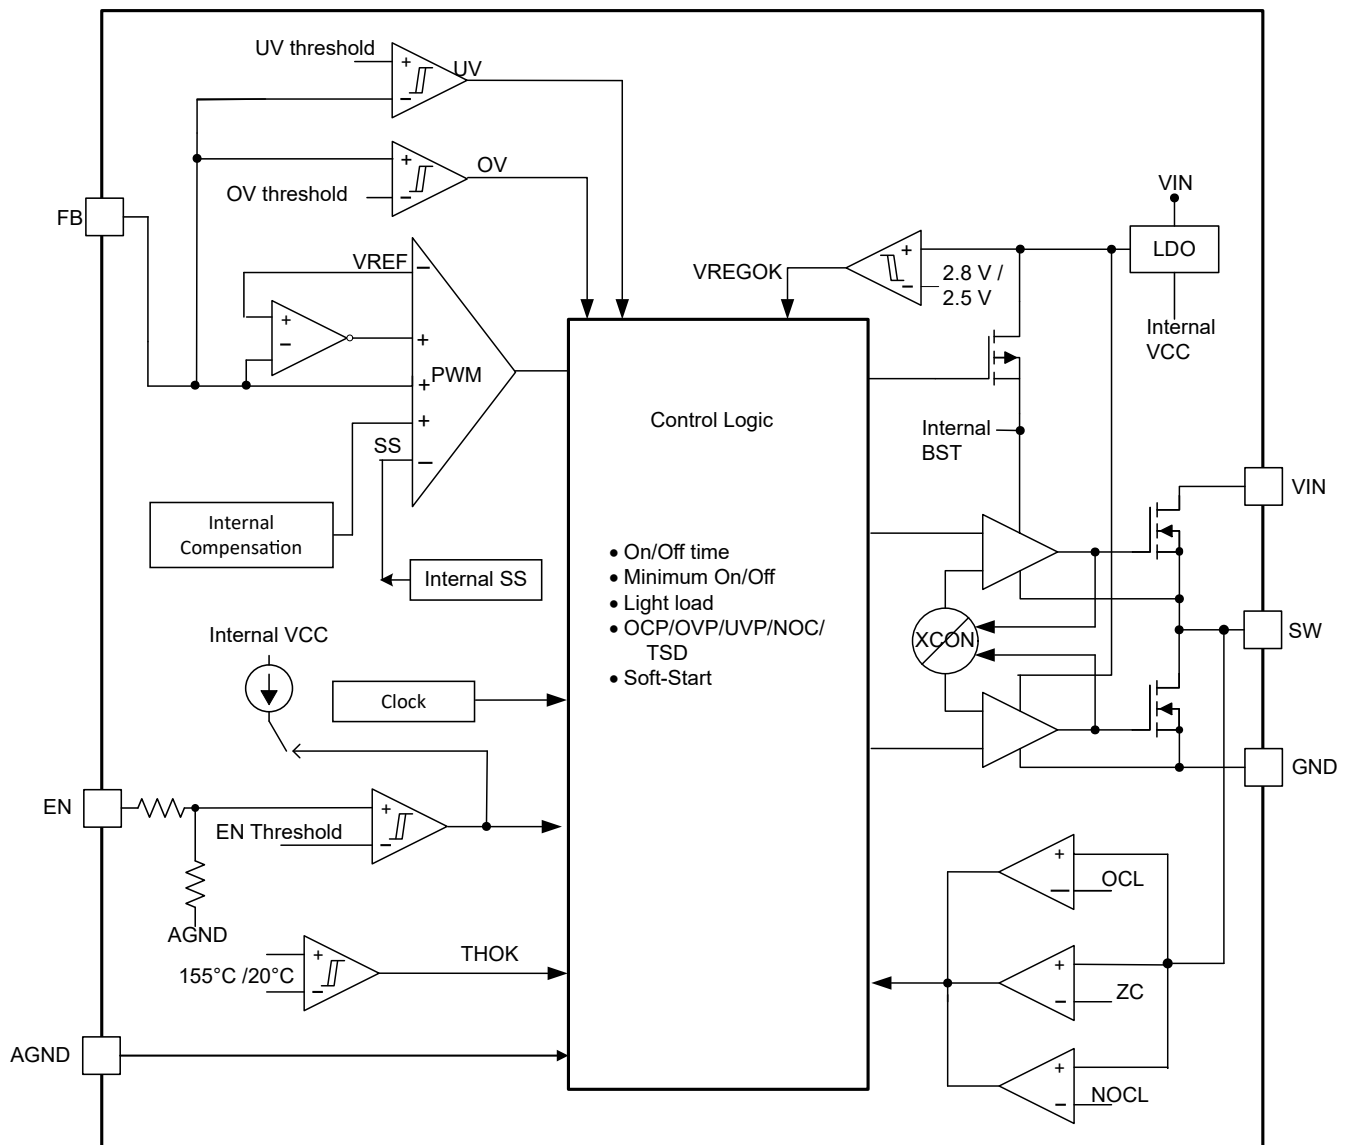 UV threshold
+
UV
−
+
OV
OV threshold
−
VIN
FB
LDO
+
VREGOK
2.8 V /
2.5 V
−
VREF
−
Internal
VCC
+
−
+
+
PWM
+
SS
−
Control Logic
Internal
BST
VIN
Internal
Compensation
Internal SS
• On/Off time
• Minimum On/Off
• Light load
• OCP/OVP/UVP/NOC/
TSD
• Soft-Start
XCON
SW
Internal VCC
Clock
GND
EN
+
EN Threshold
−
AGND
+
OCL
−
155°C /20°C
+
−
THOK
+
ZC
−
AGND
+
NOCL
−